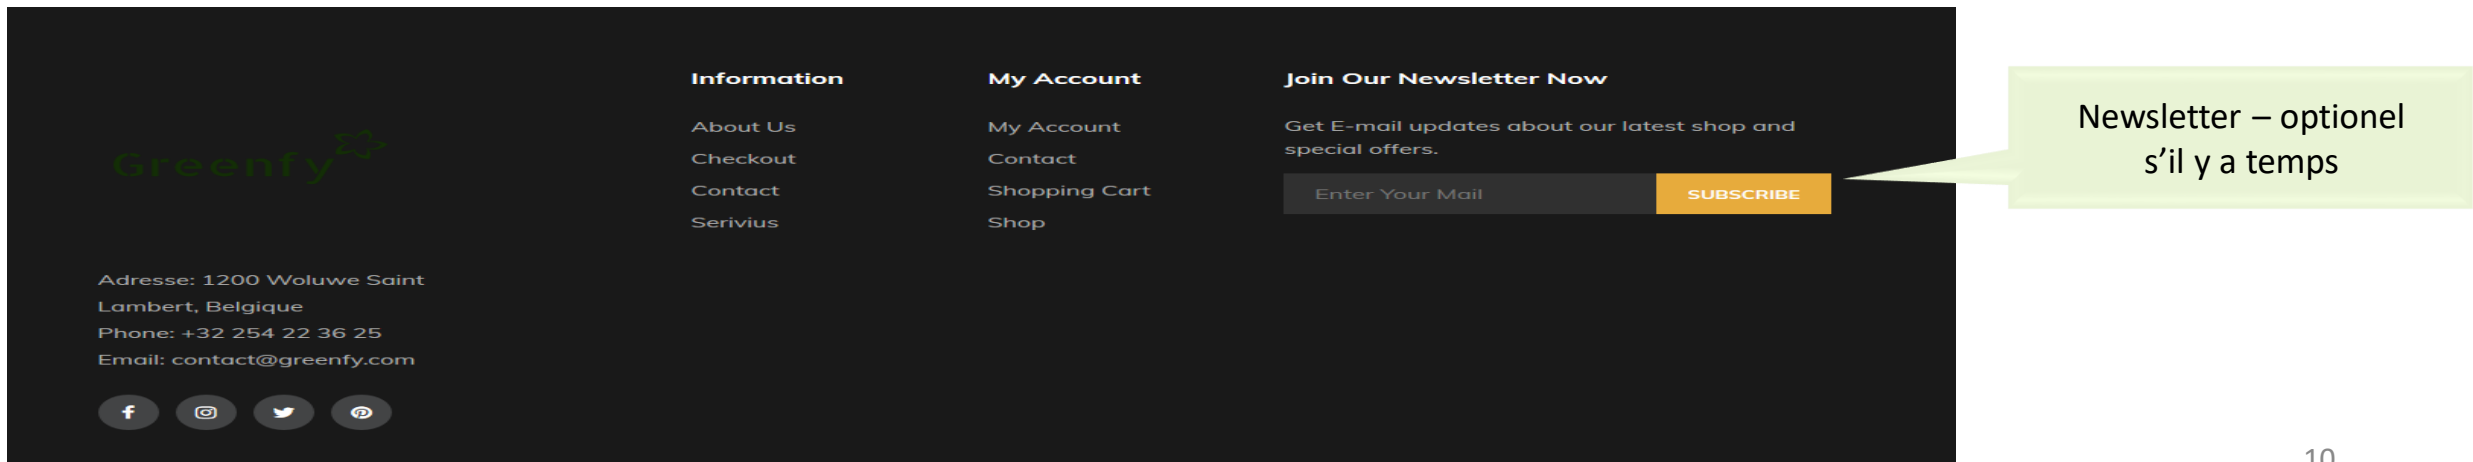 Greenfy
Adresse: 1200 Woluwe Saint
Lambert, Belgique
Phone: +32 254 22 36 25
Email: contact@greenfy.com
Information
About Us
Checkout
Contact
Serivius
My Account
My Account
Contact
Shopping Cart
Shop
Join Our Newsletter Now
Get E-mail updates about our latest shop and
special offers.
Enter Your Mail
SUBSCRIBE
Newsletter – optionel
s’il y a temps
10